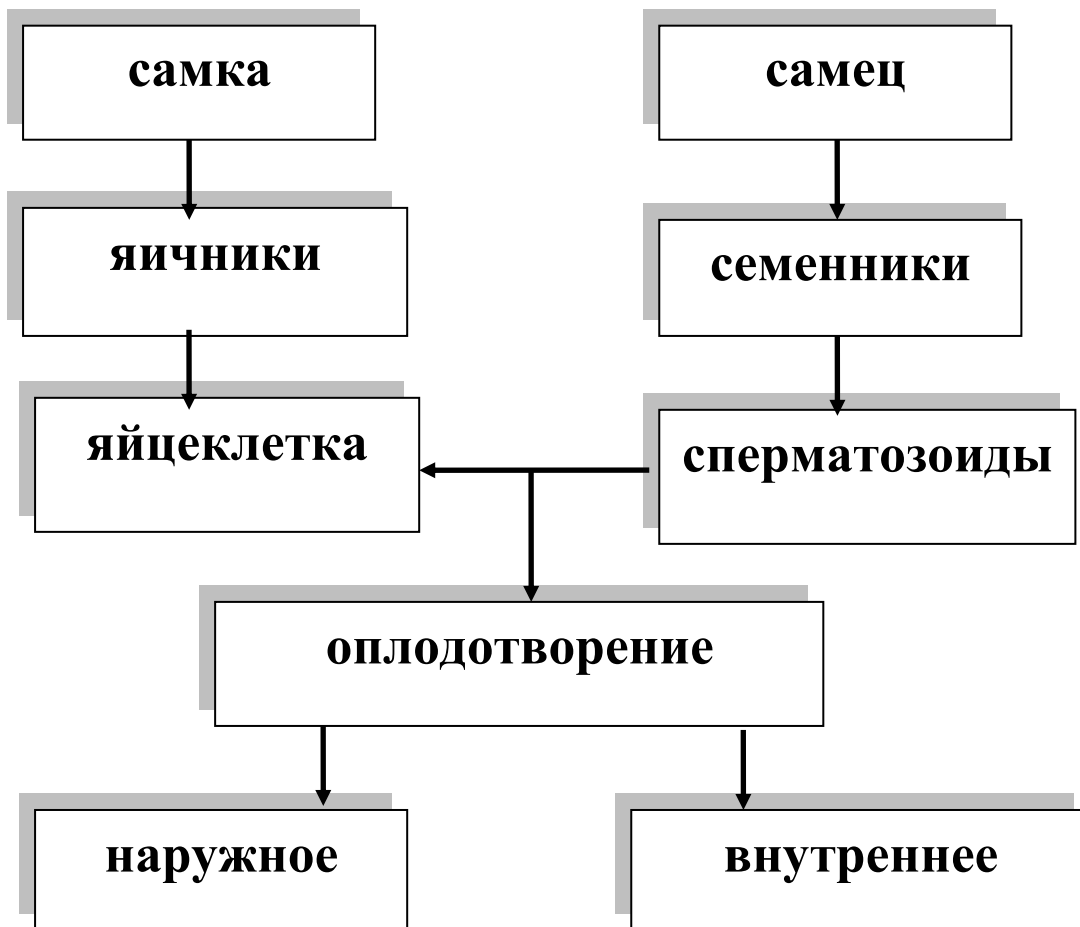 самка
самец
яичники
семенники
яйцеклетка
сперматозоиды
оплодотворение
наружное
внутреннее